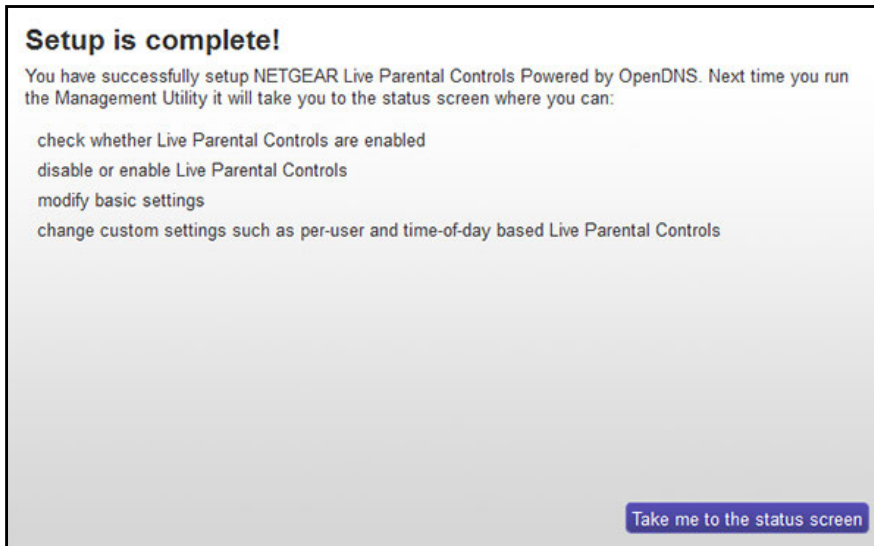 Setup is complete!
You have successfully setup NETGEAR Live Parental Controls Powered by OpenDNS. Next time you run
the Management Utility it will take you to the status screen where you can:
check whether Live Parental Controls are enabled
disable or enable Live Parental Controls
modify basic settings
change custom settings such as per-user and time-of-day based Live Parental Controls
Take me to the status screen